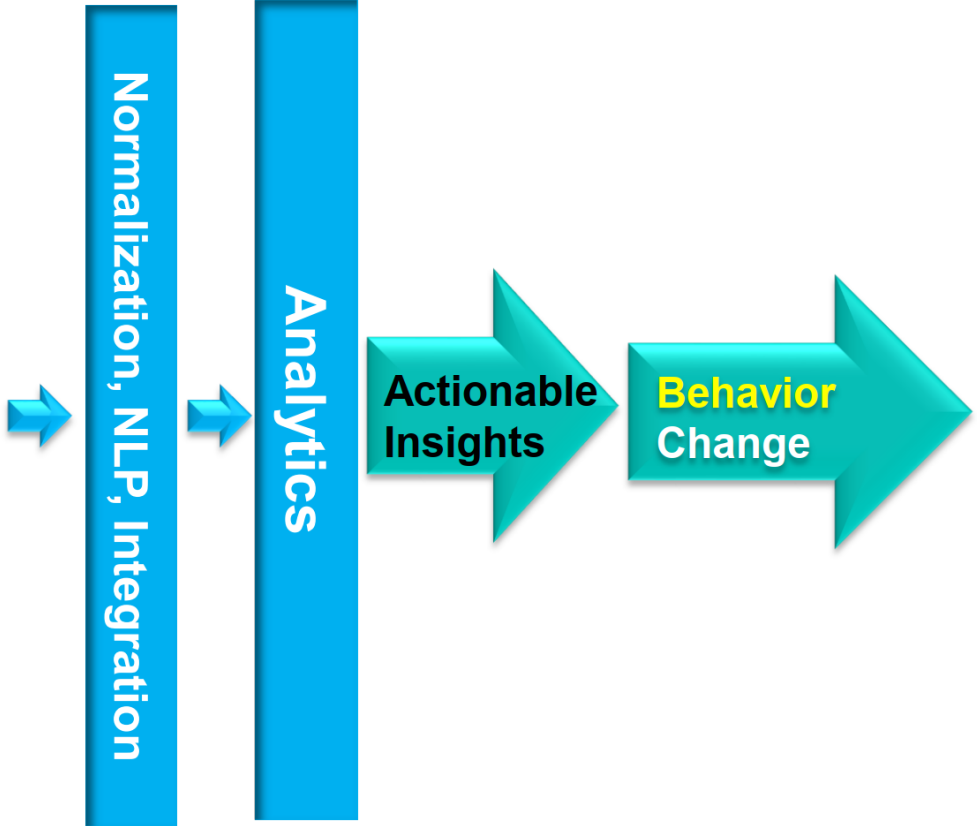 Normalization, NLP, Integration
Analytics
Actionable
Insights
Behavior
Change